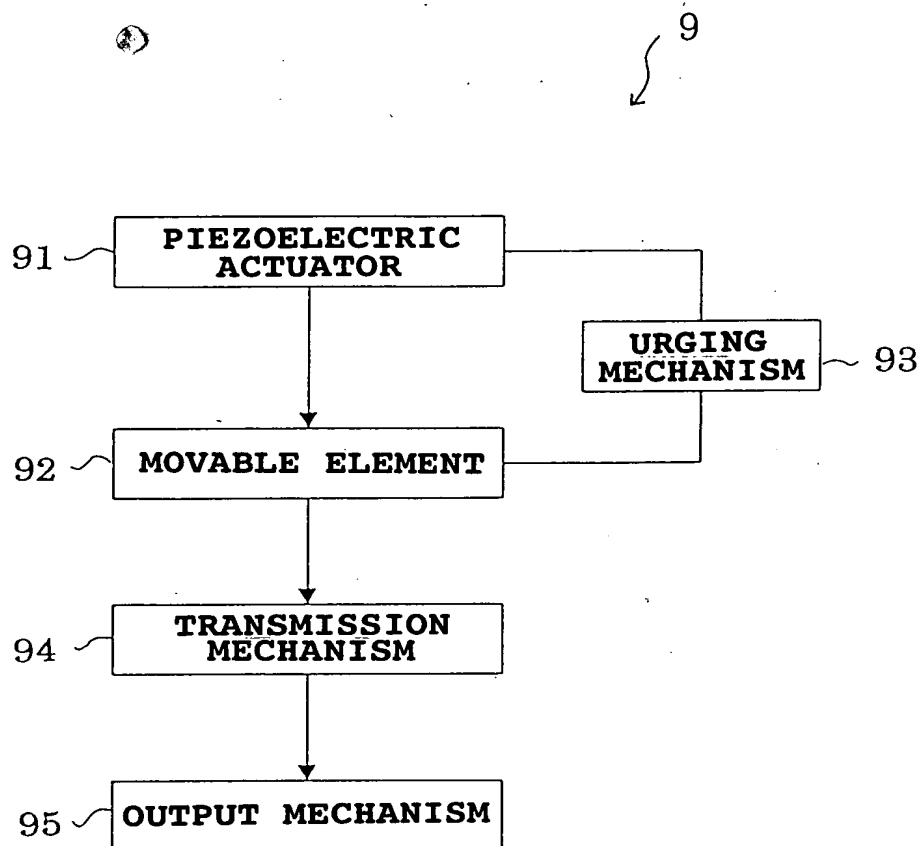 9
91
PIEZOELECTRIC
ACTUATOR
URGING
MECHANISM
93
92
MOVABLE ELEMENT
94
TRANSMISSION
MECHANISM
95
OUTPUT MECHANISM